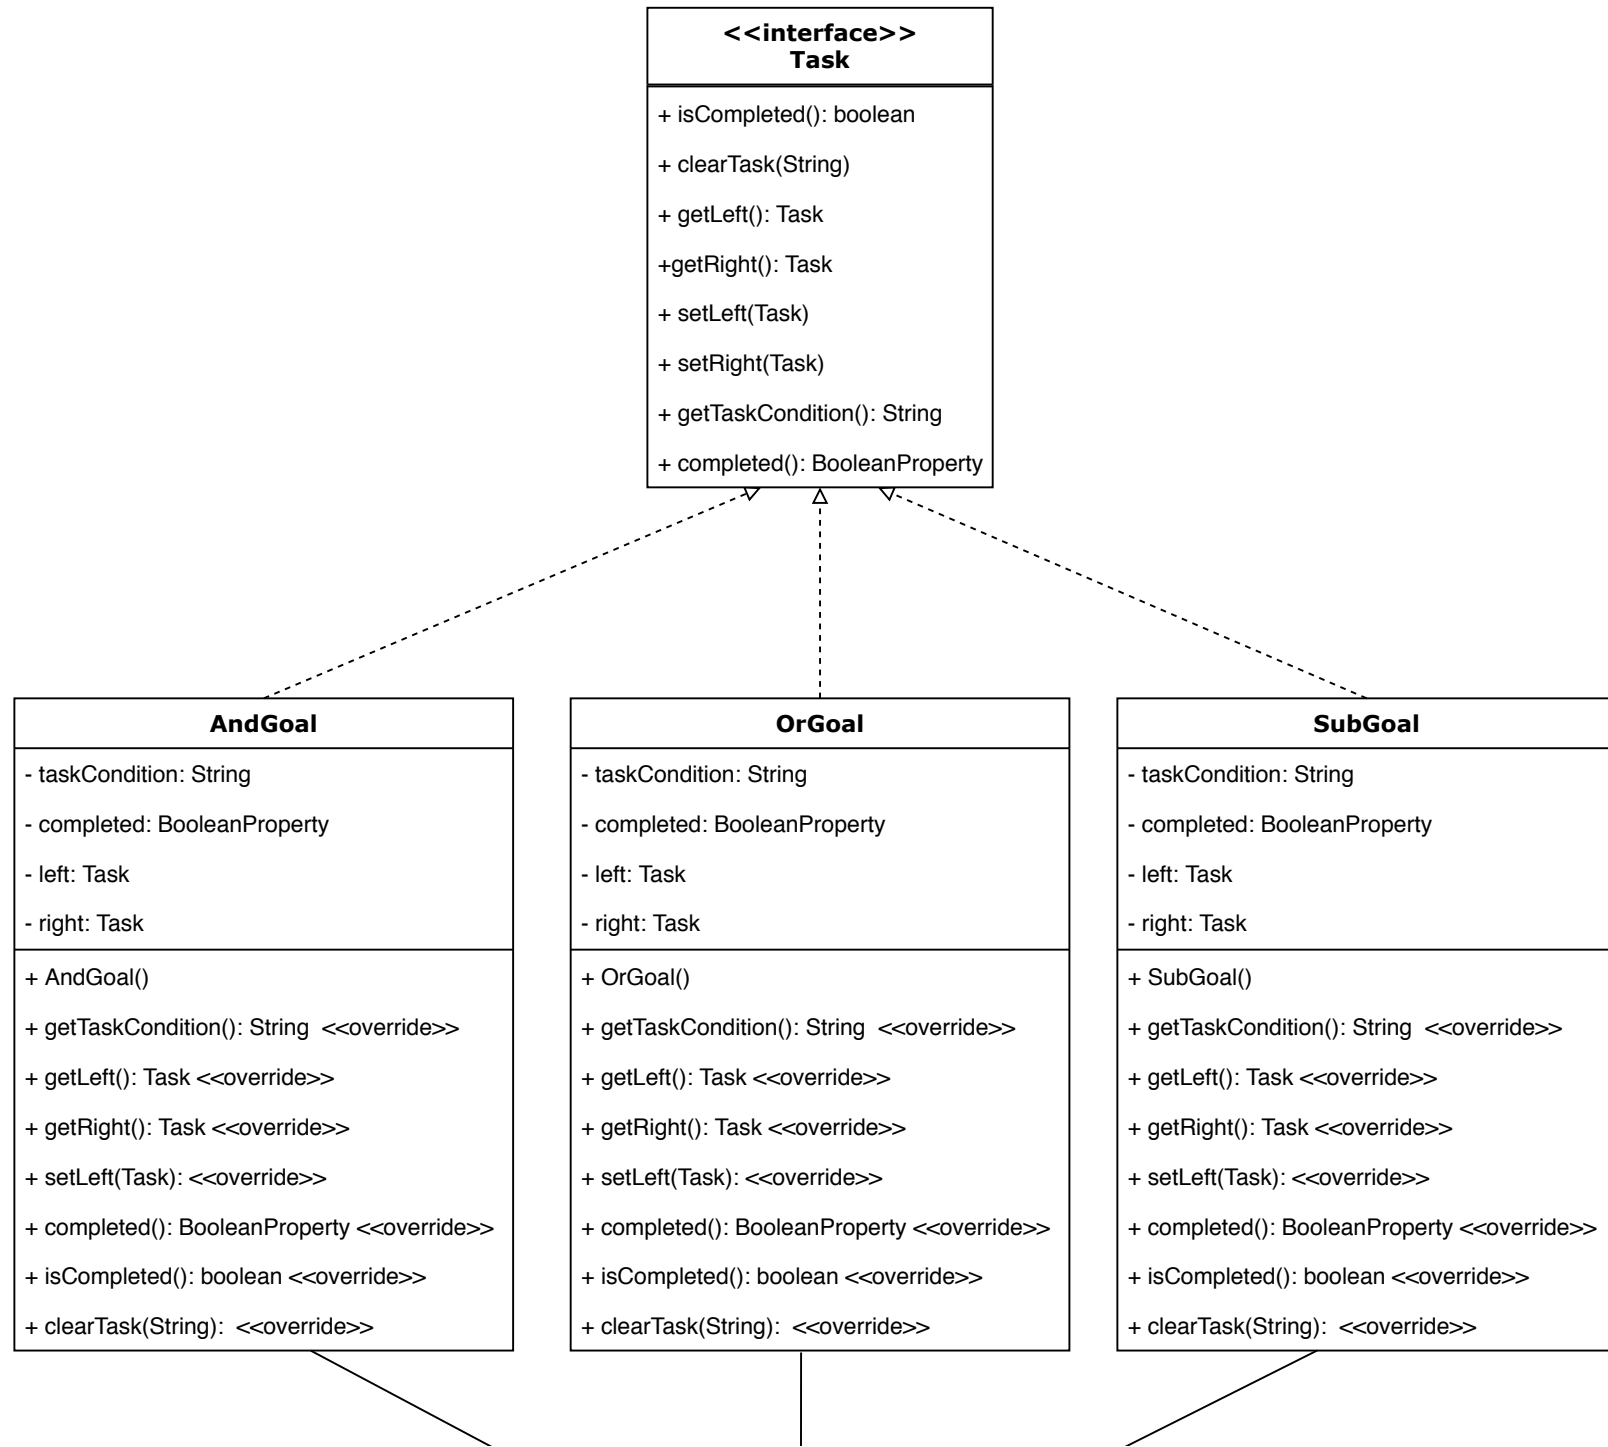 <<interface>>
Task
+ isCompleted(): boolean
+ clearTask(String)
+ getLeft(): Task
+getRight(): Task
+ setLeft(Task)
+ setRight(Task)
+ getTaskCondition(): String
+ completed(): BooleanProperty
AndGoal
- taskCondition: String
- completed: BooleanProperty
- left: Task
- right: Task
+ AndGoal()
+ getTaskCondition(): String <<override>>
+ getLeft(): Task <<override>>
+ getRight(): Task <<override>>
+ setLeft(Task): <<override>>
+ completed(): BooleanProperty <<override>>
+ isCompleted(): boolean <<override>>
+ clearTask(String): <<override>>
OrGoal
- taskCondition: String
- completed: BooleanProperty
- left: Task
- right: Task
+ OrGoal()
+ getTaskCondition(): String <<override>>
+ getLeft(): Task <<override>>
+ getRight(): Task <<override>>
+ setLeft(Task): <<override>>
+ completed(): BooleanProperty <<override>>
+ isCompleted(): boolean <<override>>
+ clearTask(String): <<override>>
SubGoal
- taskCondition: String
- completed: BooleanProperty
- left: Task
- right: Task
+ SubGoal()
+ getTaskCondition(): String <<override>>
+ getLeft(): Task <<override>>
+ getRight(): Task <<override>>
+ setLeft(Task): <<override>>
+ completed(): BooleanProperty <<override>>
+ isCompleted(): boolean <<override>>
+ clearTask(String): <<override>>